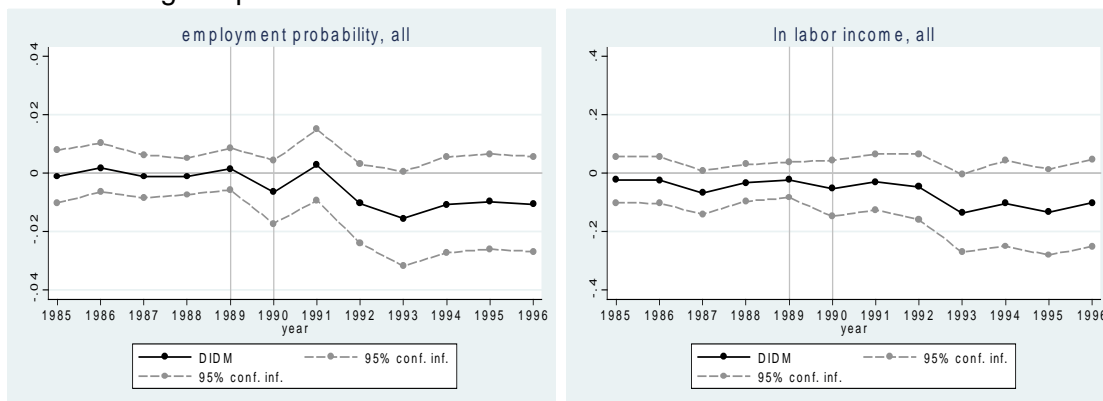 employment probability, all
.04
.02
0
-.02
-.04
1985 1986 1987 1988 1989 1990 1991 1992 1993 1994 1995 1996
year
DIDM 95% conf. inf.
95% conf. inf.
ln labor income, all
.4
.2
0
-.2
-.4
1985 1986 1987 1988 1989 1990 1991 1992 1993 1994 1995 1996
year
DIDM 95% conf. inf.
95% conf. inf.